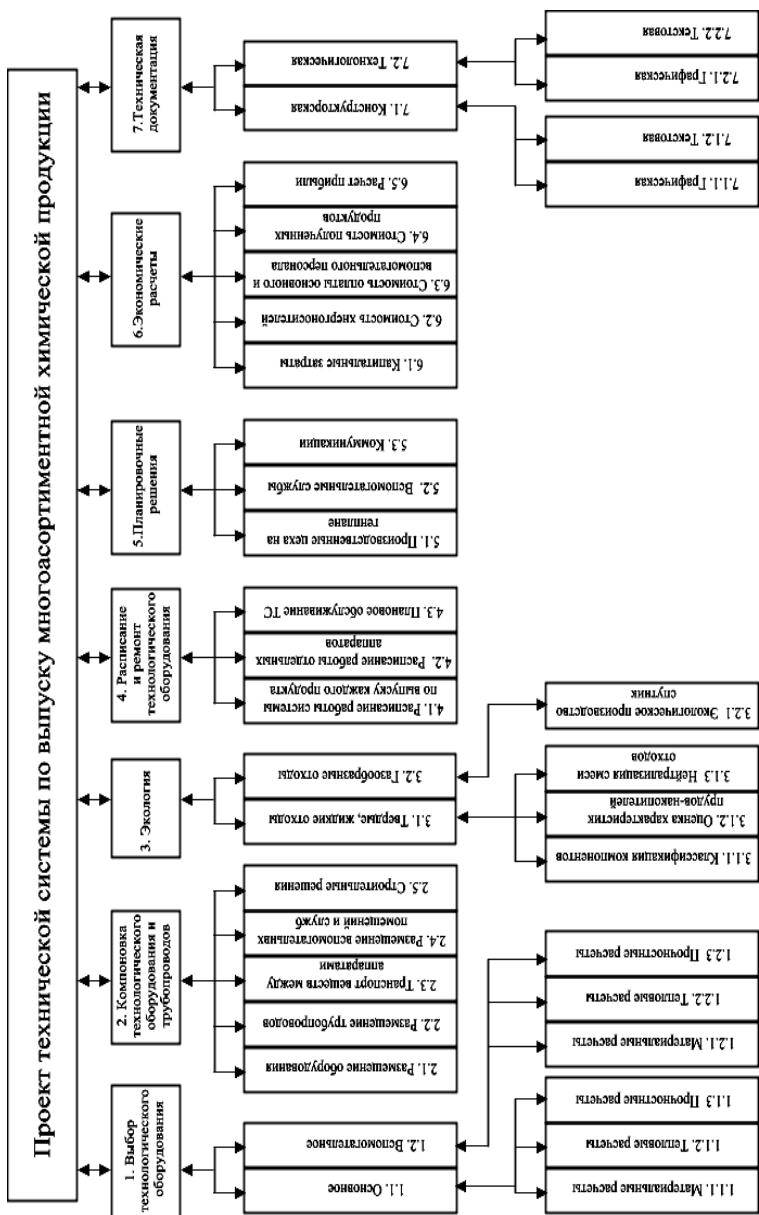 Проект технической системы по выпуску многоасортиментной химической продукции
1. Выбор
технологического
оборудования
1.1. Основное
1.1.1. Материальные расчеты
1.1.2. Тепловые расчеты
1.1.3. Прочностные расчеты
1.2. Вспомогательное
1.2.1. Материальные расчеты
1.2.2. Тепловые расчеты
1.2.3 Прочностные расчеты
2. Компоновка
технологического
оборудования и
трубопроводов
2.1. Размещение оборудования
2.2. Размещение трубопроводов
2.3. Транспорт веществ между
аппаратами
2.4. Размещение вспомогательных
помещений и служб
2.5. Строительные решения
3. Экология
3.1. Твердые, жидкие отходы
3.1.1. Классификация компонентов
3.1.2. Оценка характеристик
прудов-накопителей
3.1.3 Нейтрализация смеси
отходов
3.2. Газообразные отходы
3.2.1 Экологическое производство
спутник
4. Расписание
и ремонт
технологического
оборудования
4.1. Расписание работы системы
по выпуску каждого продукта
4.2. Расписание работы отдельных
аппаратов
4.3. Плановое обслуживание ТС
5.Планировочные
решения
5.1. Производственные цеха на
генплане
5.2. Вспомогательные службы
5.3. Коммуникации
6.Экономические
расчеты
6.1. Капитальные затраты
6.2. Стоимость хнергоносителей
6.3. Стоимость оплаты основного и
вспомогательного персонала
6.4. Стоимость полученных
продуктов
6.5. Расчет прибыли
7.Техническая
документация
7.1. Конструкторская
7.1.1. Графическая
7.1.2. Текстовая
7.2. Технологическая
7.2.1. Графическая
7.2.2. Текстовая